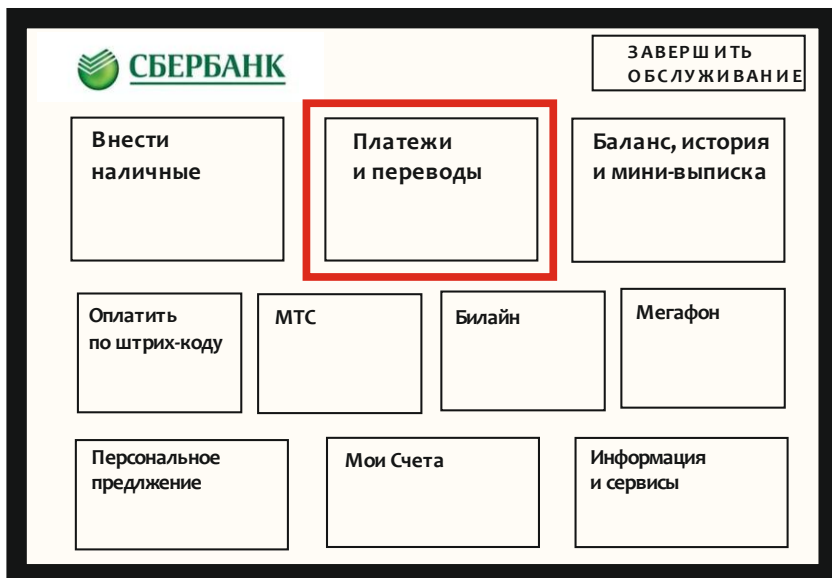 СБЕРБАНК
ЗАВЕРШИТЬ
ОБСЛУЖИВАНИЕ
Внести
наличные
Платежи
и переводы
Баланс, история
и мини-выписка
Оплатить
по штрих-коду
МТС
Билайн
Мегафон
Персональное
предлжение
Мои Счета
Информация
и сервисы